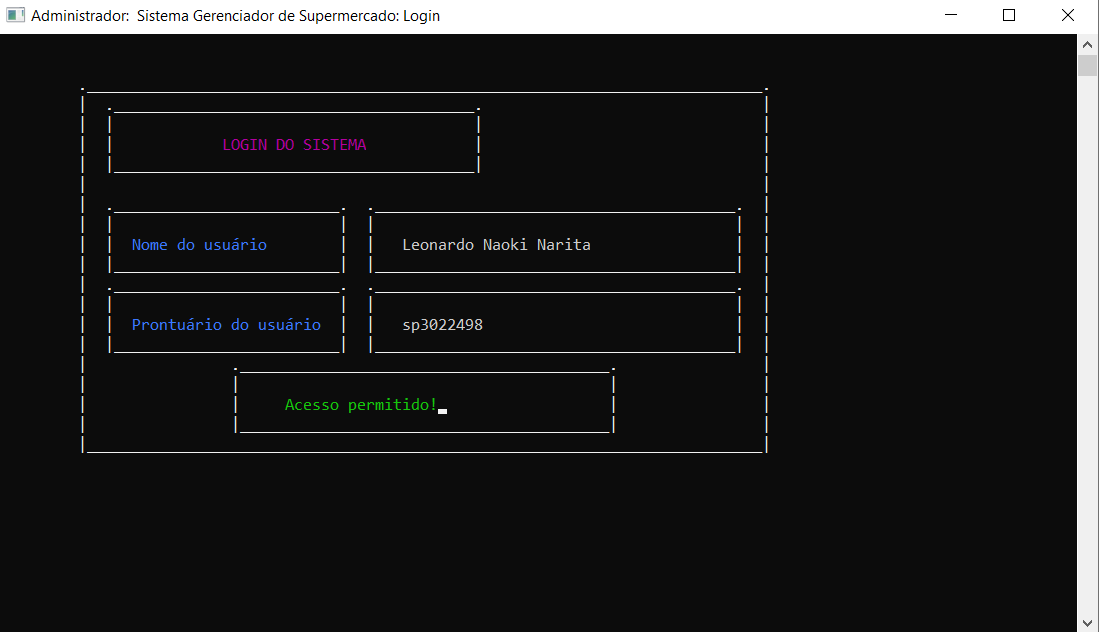 Administrador:  Sistema Gerenciador de Supermercado: Login
LOGIN DO SISTEMA
Nome do usuário
Leonardo Naoki Narita
Prontuário do usuário
sp3022498
Acesso permitido!